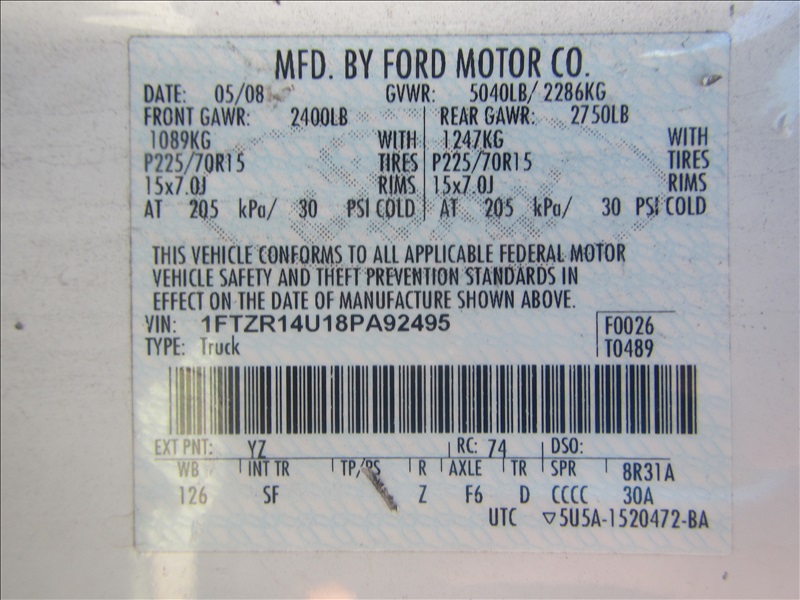 MFD. BY FORD MOTOR CO.
DATE: 05/08 GVWR: 5040LB/ 2286KG
FRONT GAWR: 2400LB REAR GAWR: 2750LB
1089KG WITH 1247KG WITH
P225/70R15 TIRES P225/70R15 TIRES
15x7.0J RIMS 15x7.0J RIMS
AT 205 kPa/ 30 PSI COLD AT 205 kPa/ 30 PSI COLD
THIS VEHICLE CONFORMS TO ALL APPLICABLE FEDERAL MOTOR
VEHICLE SAFETY AND THEFT PREVENTION STANDARDS IN
EFFECT ON THE DATE OF MANUFACTURE SHOWN ABOVE.
VIN: 1FTZR14U18PA92495 F0026
TYPE: Truck T0489
EXT PNT: YZ RC: 74 DSO:
WB INT TR TP/PS R AXLE TR SPR 8R31A
126 SF Z F6 D CCCC 30A
UTC ▽5U5A-1520472-BA